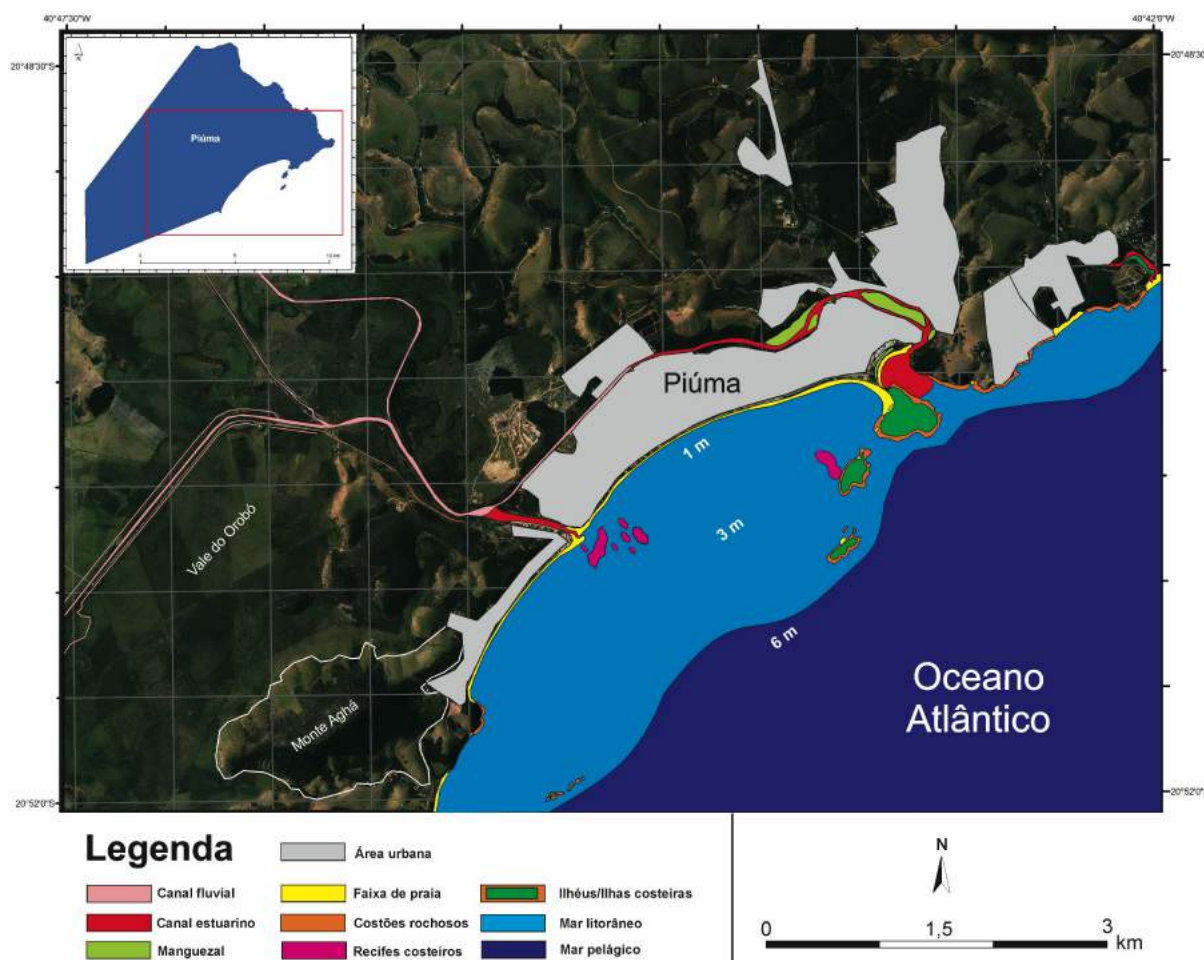 40°47'30"W
40°42'0"W
20°48'30"S
20°48'30"S
N
Piúma
5
10 km
Piúma
1 m
3 m
6 m
Vale do Orobó
Monte Aghá
Oceano
Atlântico
20°52'0"S
20°52'0"S
Legenda
Área urbana
Canal fluvial
Faixa de praia
Ilhéus/Ilhas costeiras
Canal estuarino
Costões rochosos
Mar litorâneo
Manguezal
Recifes costeiros
Mar pelágico
N
0
1,5
3
km